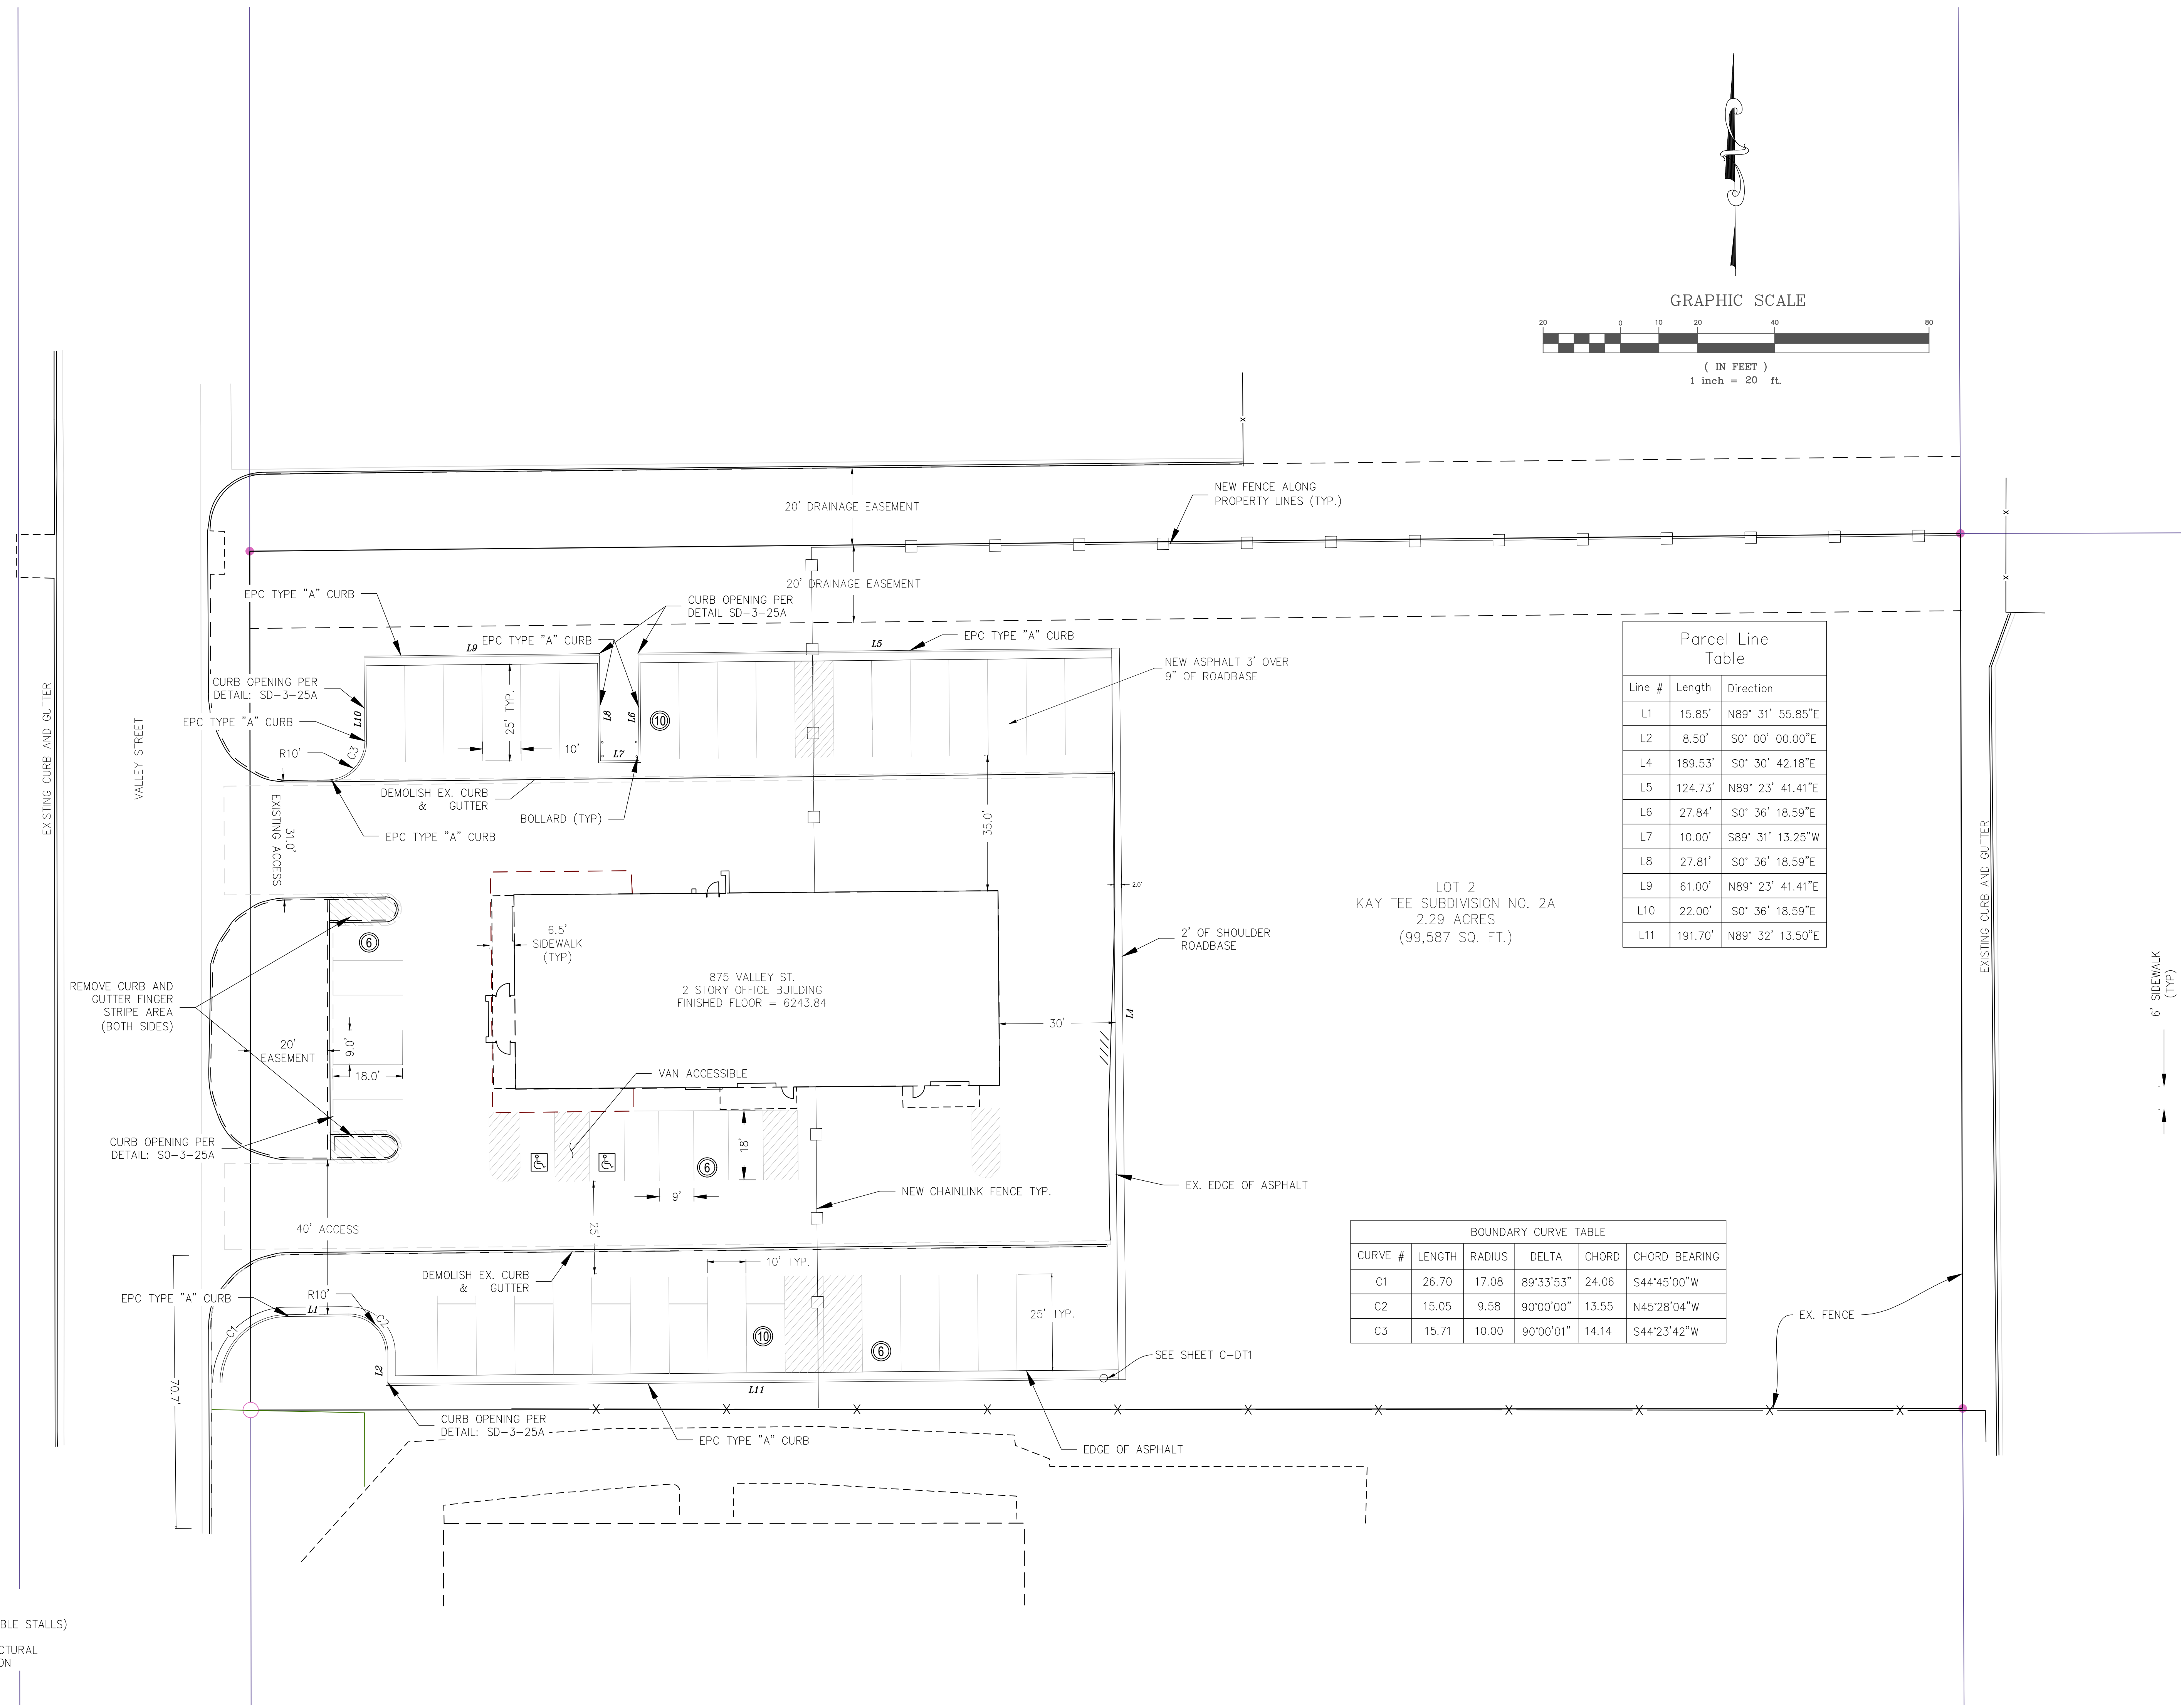 GRAPHIC SCALE
20 0 10 20 40 80
( IN FEET )
1 inch = 20 ft.
20' DRAINAGE EASEMENT
NEW FENCE ALONG
PROPERTY LINES (TYP.)
20' DRAINAGE EASEMENT
EPC TYPE "A" CURB
CURB OPENING PER
DETAIL SD-3-25A
EPC TYPE "A" CURB
EPC TYPE "A" CURB
L9
L5
NEW ASPHALT 3' OVER
9" OF ROADBASE
CURB OPENING PER
DETAIL: SD-3-25A
EPC TYPE "A" CURB
L10
25' TYP.
L8
L6
10
R10'
C3
10'
L7
DEMOLISH EX. CURB
& GUTTER
BOLLARD (TYP)
EPC TYPE "A" CURB
EXISTING CURB AND GUTTER
VALLEY STREET
31.0'
EXISTING ACCESS
35.0'
2.0'
Parcel Line
Table
Line # Length Direction
L1 15.85' N89° 31' 55.85"E
L2 8.50' S0° 00' 00.00"E
L4 189.53' S0° 30' 42.18"E
L5 124.73' N89° 23' 41.41"E
L6 27.84' S0° 36' 18.59"E
L7 10.00' S89° 31' 13.25"W
L8 27.81' S0° 36' 18.59"E
L9 61.00' N89° 23' 41.41"E
L10 22.00' S0° 36' 18.59"E
L11 191.70' N89° 32' 13.50"E
EXISTING CURB AND GUTTER
LOT 2
KAY TEE SUBDIVISION NO. 2A
2.29 ACRES
(99,587 SQ. FT.)
6
6.5'
SIDEWALK
(TYP)
2' OF SHOULDER
ROADBASE
875 VALLEY ST.
2 STORY OFFICE BUILDING
FINISHED FLOOR = 6243.84
REMOVE CURB AND
GUTTER FINGER
STRIPE AREA
(BOTH SIDES)
6' SIDEWALK
(TYP)
30'
L4
20'
EASEMENT
9.0'
18.0'
VAN ACCESSIBLE
CURB OPENING PER
DETAIL: SO-3-25A
18'
6
9'
EX. EDGE OF ASPHALT
NEW CHAINLINK FENCE TYP.
40' ACCESS
25'
10' TYP.
DEMOLISH EX. CURB
& GUTTER
EPC TYPE "A" CURB
R10'
L1
C1
C2
L2
25' TYP.
10
6
BOUNDARY CURVE TABLE
CURVE # LENGTH RADIUS DELTA CHORD CHORD BEARING
C1 26.70 17.08 89°33'53" 24.06 S44°45'00"W
C2 15.05 9.58 90°00'00" 13.55 N45°28'04"W
C3 15.71 10.00 90°00'01" 14.14 S44°23'42"W
EX. FENCE
SEE SHEET C-DT1
70.7'
L11
CURB OPENING PER
DETAIL: SD-3-25A
EPC TYPE "A" CURB
EDGE OF ASPHALT
BLE STALLS)
CTURAL
ON